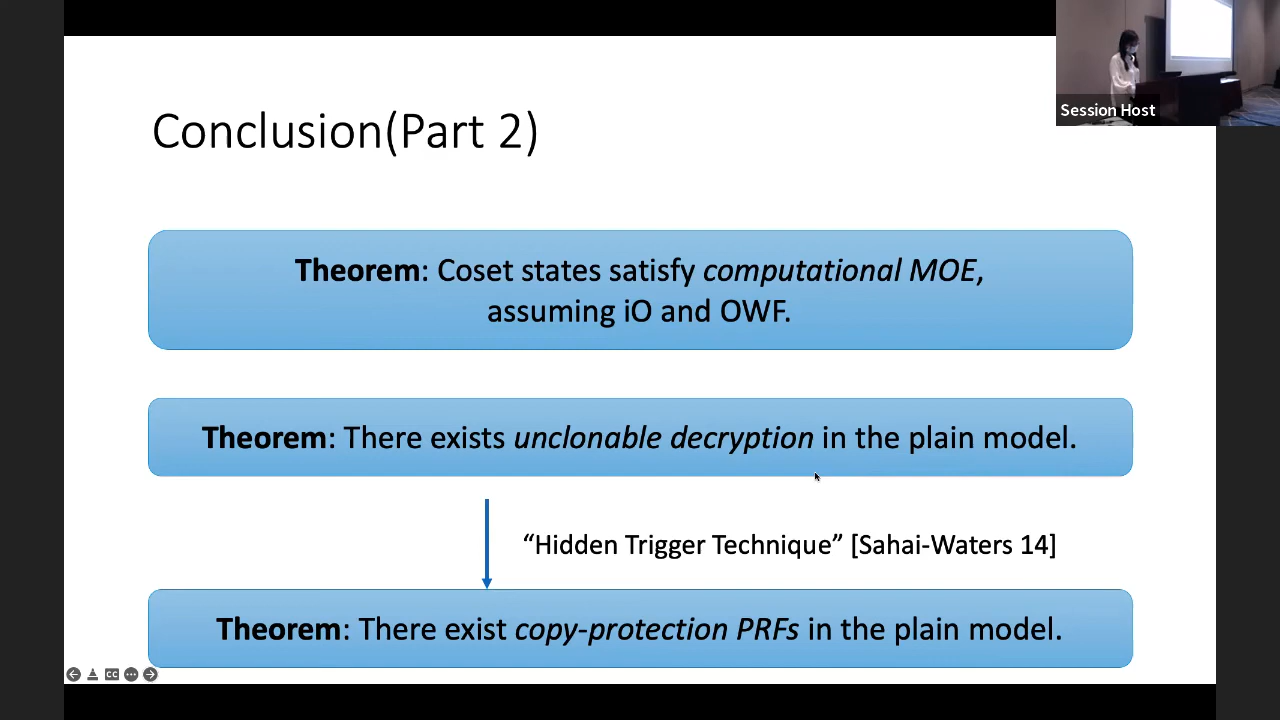 Session Host
Conclusion(Part 2)
Theorem: Coset states satisfy computational MOE,
assuming iO and OWF.
Theorem: There exists unclonable decryption in the plain model.
“Hidden Trigger Technique” [Sahai-Waters 14]
Theorem: There exist copy-protection PRFs in the plain model.
CC